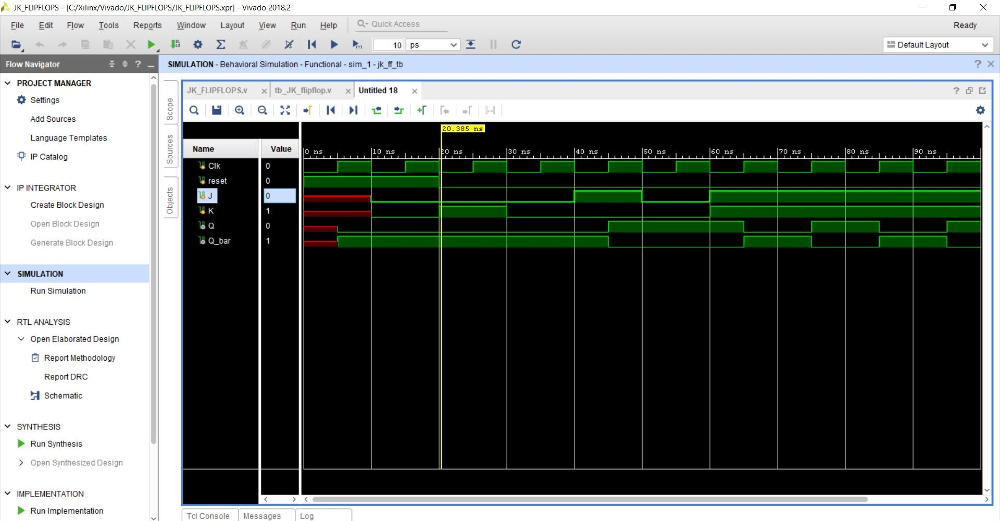 JK_FLIPFLOPS - [C:/Xilinx/Vivado/JK_FLIPFLOPS/JK_FLIPFLOPS.xpr] - Vivado 2018.2
File Edit Flow Tools Reports Window Layout View Run Help Quick Access Ready
10 ps Default Layout
Flow Navigator
SIMULATION - Behavioral Simulation - Functional - sim_1 - jk_ff_tb
PROJECT MANAGER
Settings
Add Sources
Language Templates
IP Catalog
IP INTEGRATOR
Create Block Design
Open Block Design
Generate Block Design
SIMULATION
Run Simulation
RTL ANALYSIS
Open Elaborated Design
Report Methodology
Report DRC
Schematic
SYNTHESIS
Run Synthesis
Open Synthesized Design
IMPLEMENTATION
Run Implementation
Scope
Sources
Objects
JK_FLIPFLOPS.v tb_JK_flipflop.v Untitled 18
20.385 ns
Name Value
0 ns 10 ns 20 ns 30 ns 40 ns 50 ns 60 ns 70 ns 80 ns 90 ns
Clk 0
reset 0
J 0
K 1
Q 0
Q_bar 1
Tcl Console Messages Log